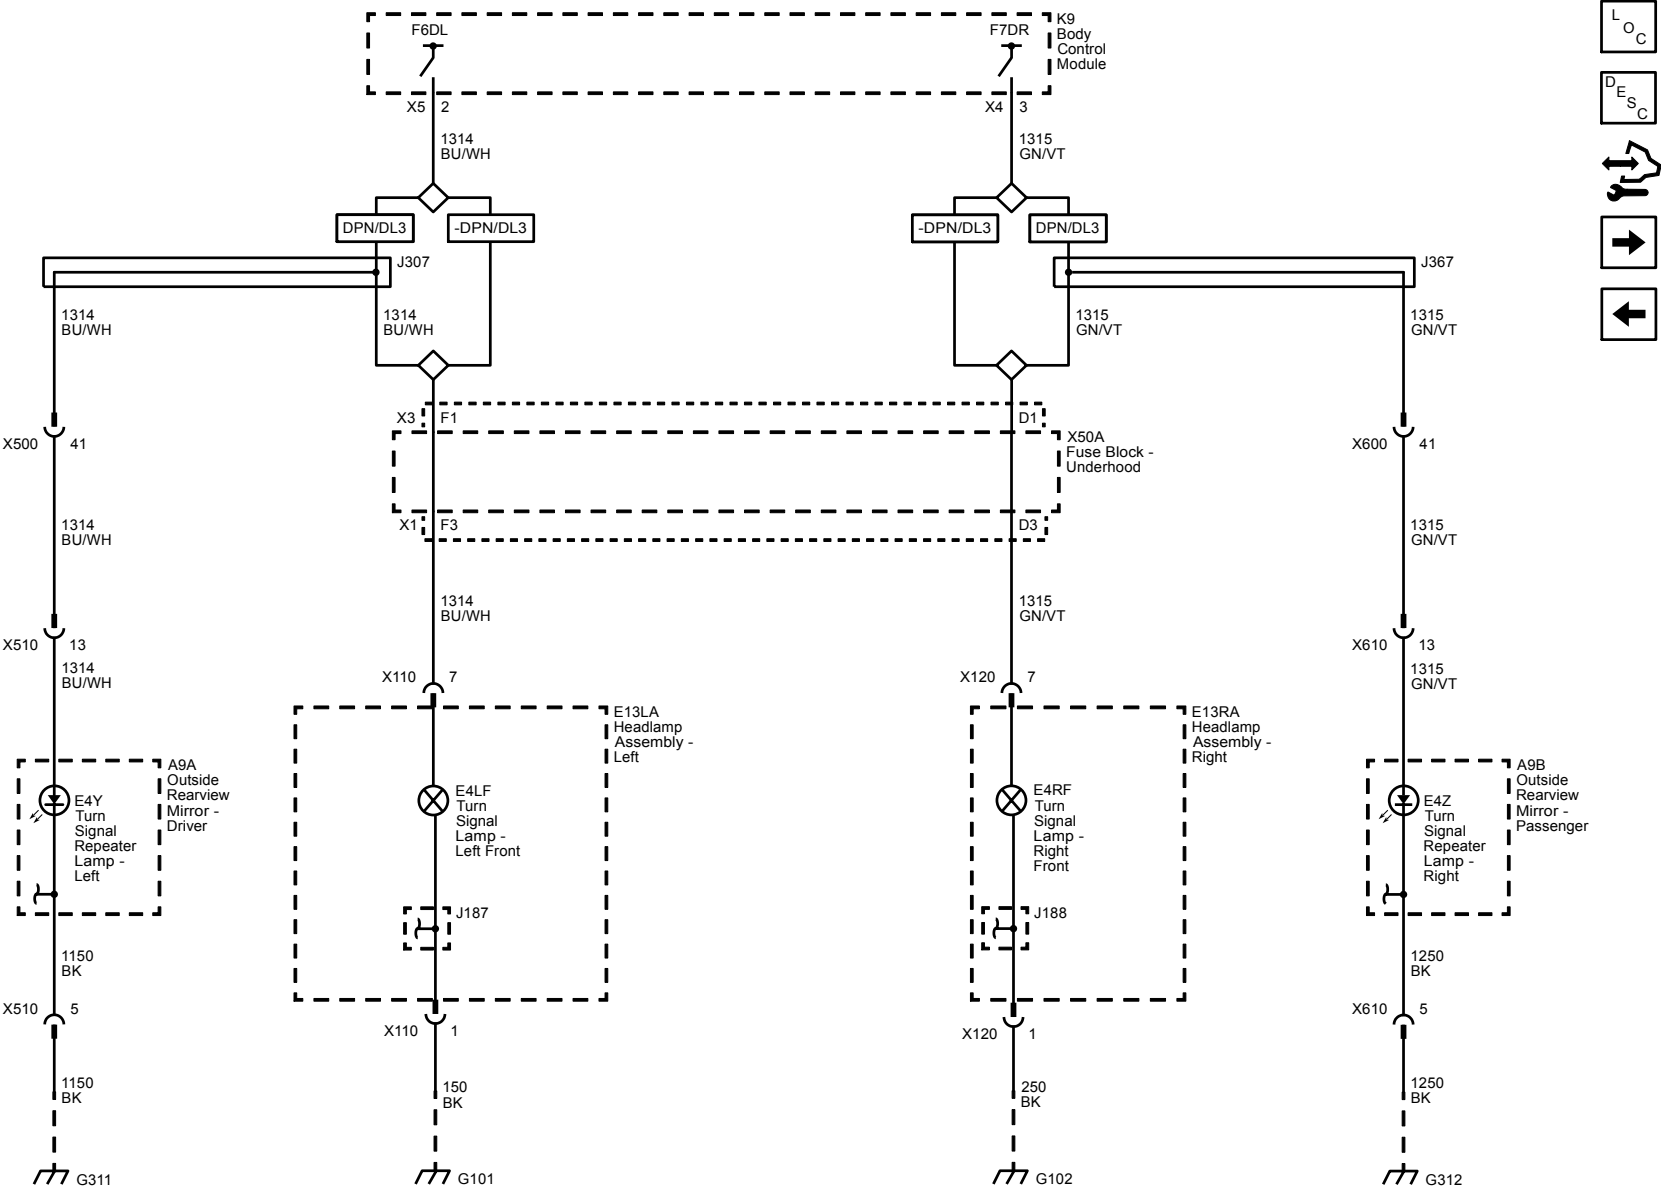 F6DL
F7DR
K9
Body
Control
Module
L
O
C
D
E
S
C
X5 2
X4 3
1314
BU/WH
1315
GN/VT
DPN/DL3
-DPN/DL3
-DPN/DL3
DPN/DL3
J307
J367
1314
BU/WH
1314
BU/WH
1315
GN/VT
1315
GN/VT
X3 F1
D1
X500 41
X50A
Fuse Block -
Underhood
X600 41
X1 F3
D3
1314
BU/WH
1315
GN/VT
1314
BU/WH
1315
GN/VT
X510 13
X610 13
1314
BU/WH
X110 7
X120 7
1315
GN/VT
E13LA
Headlamp
Assembly -
Left
E13RA
Headlamp
Assembly -
Right
A9A
Outside
Rearview
Mirror -
Driver
E4Y
Turn
Signal
Repeater
Lamp -
Left
E4LF
Turn
Signal
Lamp -
Left Front
E4RF
Turn
Signal
Lamp -
Right
Front
E4Z
Turn
Signal
Repeater
Lamp -
Right
A9B
Outside
Rearview
Mirror -
Passenger
J187
J188
1150
BK
1250
BK
X510 5
X110 1
X120 1
X610 5
1150
BK
150
BK
250
BK
1250
BK
G311
G101
G102
G312